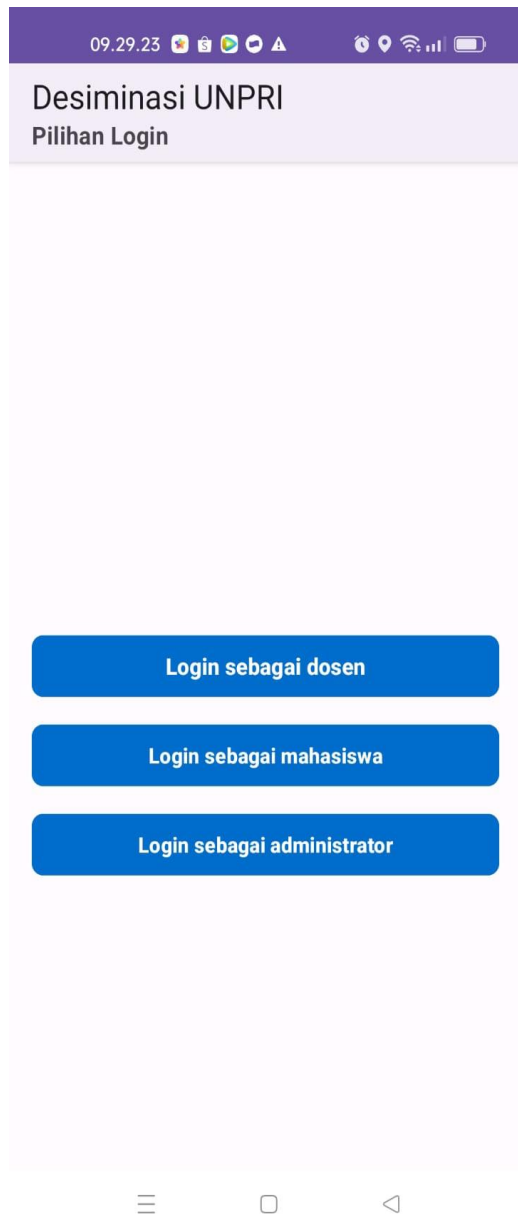 09.29.23
Desiminasi UNPRI
Pilihan Login
Login sebagai dosen
Login sebagai mahasiswa
Login sebagai administrator